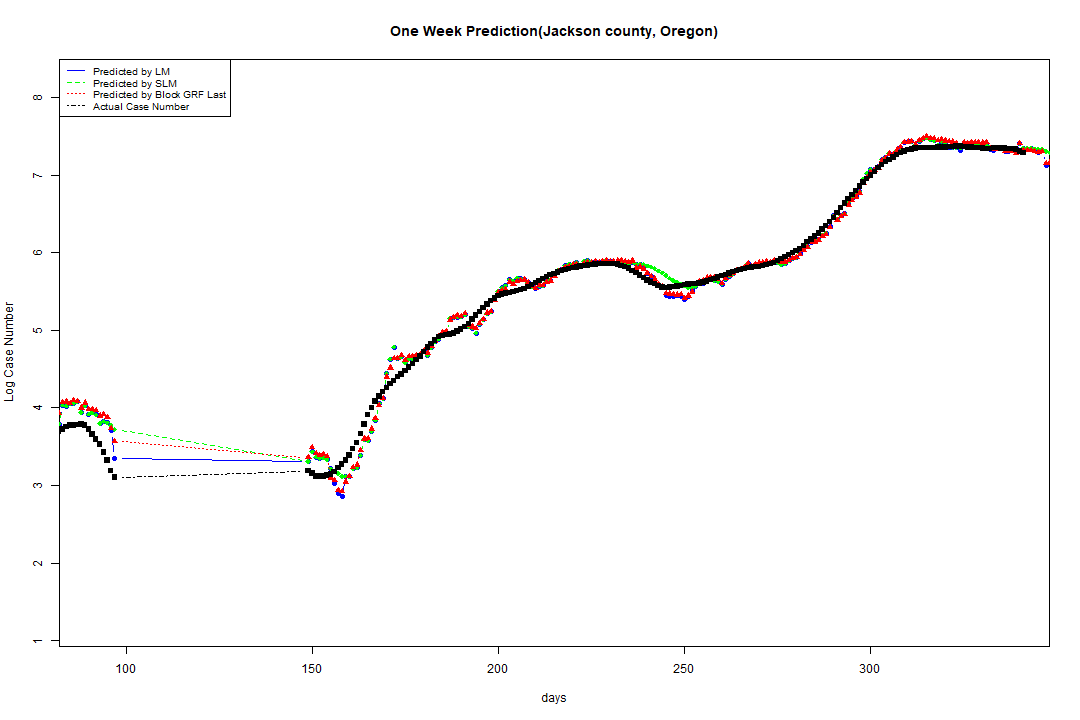 One Week Prediction(Jackson county, Oregon)
Predicted by LM
Predicted by SLM
Predicted by Block GRF Last
Actual Case Number
8
7
6
5
4
3
2
1
Log Case Number
100 150 200 250 300
days